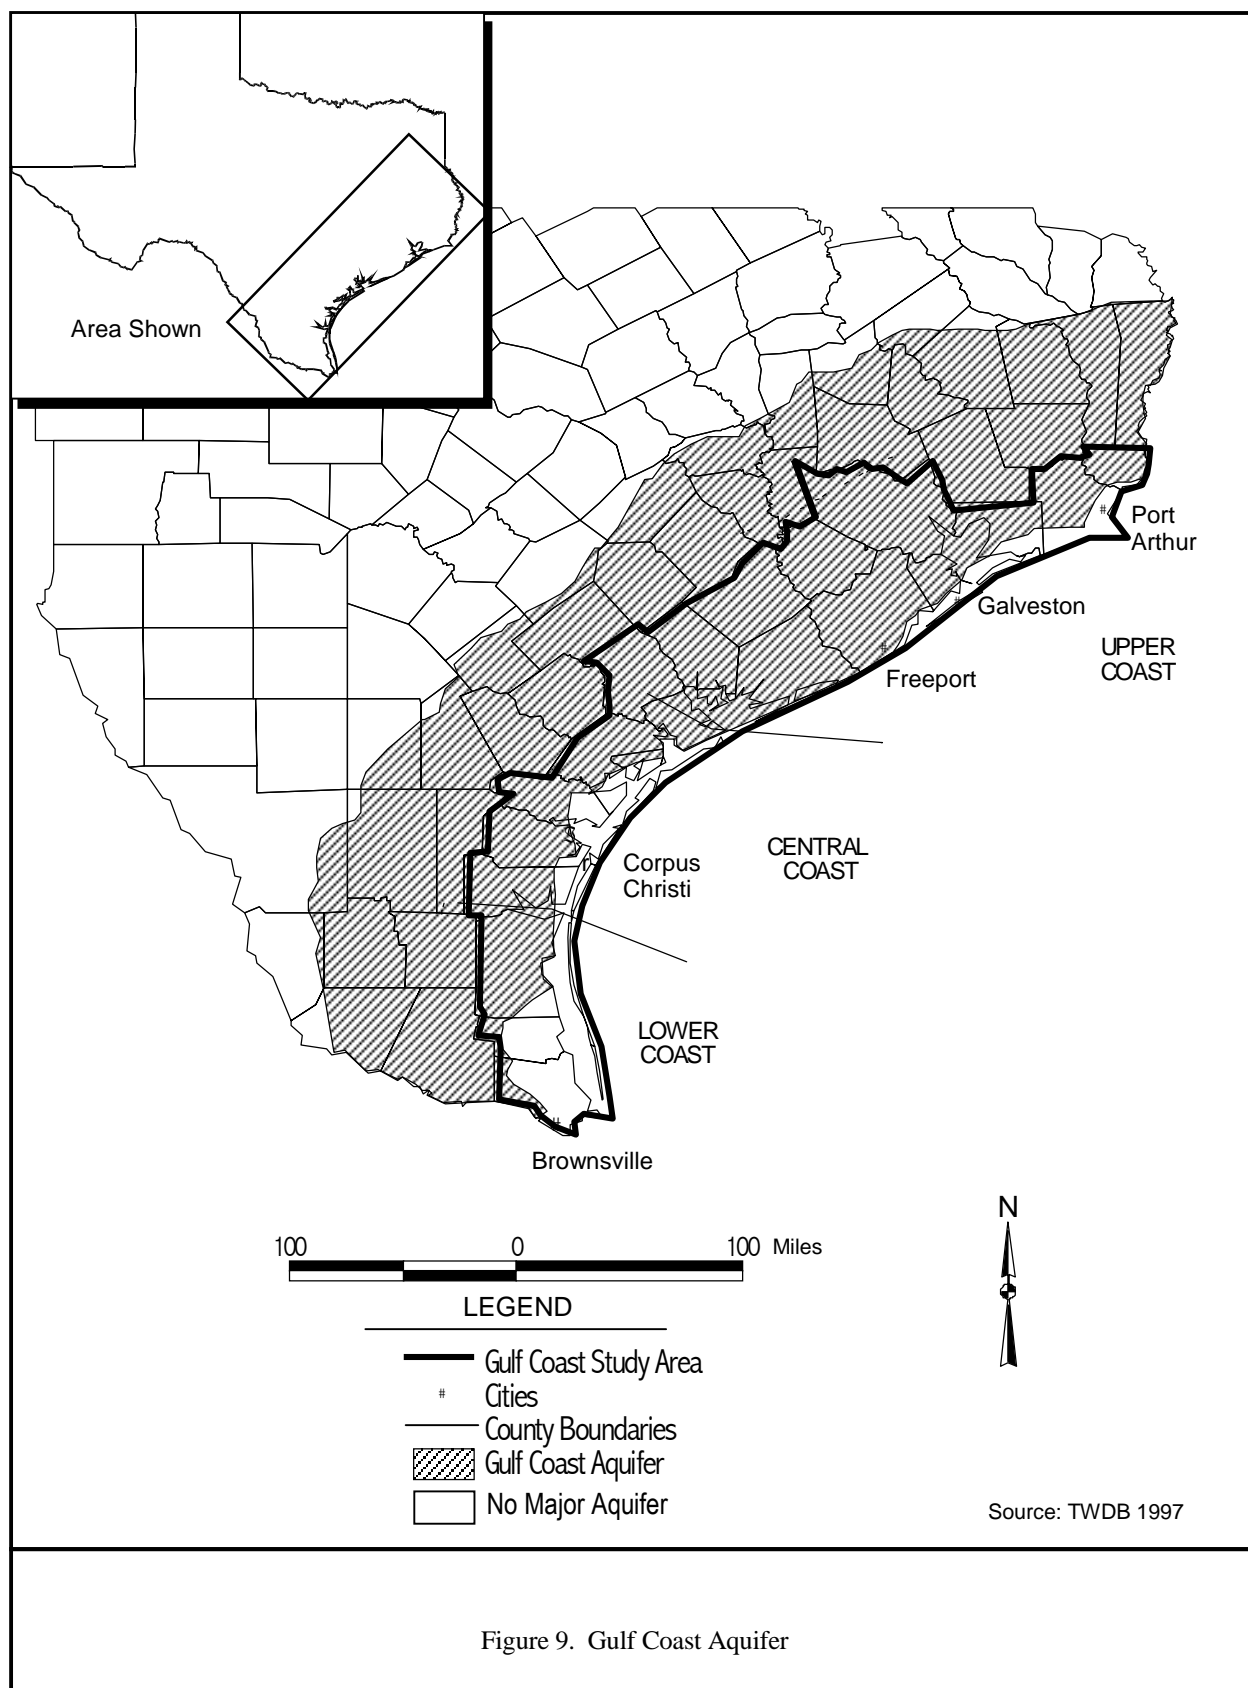 Area Shown
Port
Arthur
Galveston
UPPER
COAST
Freeport
CENTRAL
COAST
Corpus
Christi
LOWER
COAST
Brownsville
N
100 0 100 Miles
LEGEND
Gulf Coast Study Area
# Cities
County Boundaries
Gulf Coast Aquifer
No Major Aquifer
Source: TWDB 1997
Figure 9. Gulf Coast Aquifer